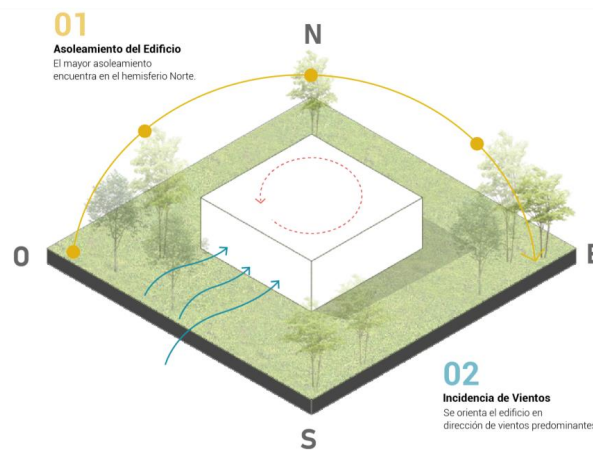 01
Asoleamiento del Edificio
El mayor asoleamiento
encuentra en el hemisferio Norte.
N
O
E
02
Incidencia de Vientos
Se orienta el edificio en
dirección de vientos predominantes
S